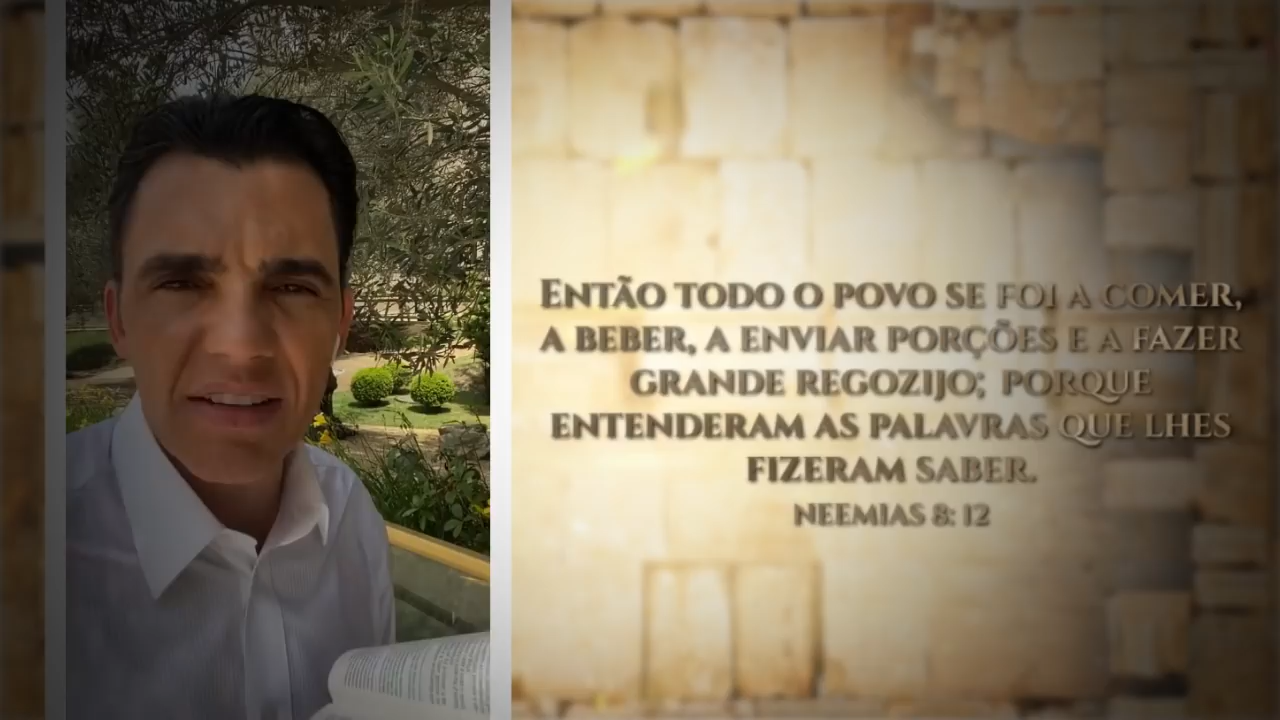 Então todo o povo se foi a comer,
a beber, a enviar porções e a fazer
grande regozijo; porque
entenderam as palavras que lhes
fizeram saber.
Neemias 8: 12